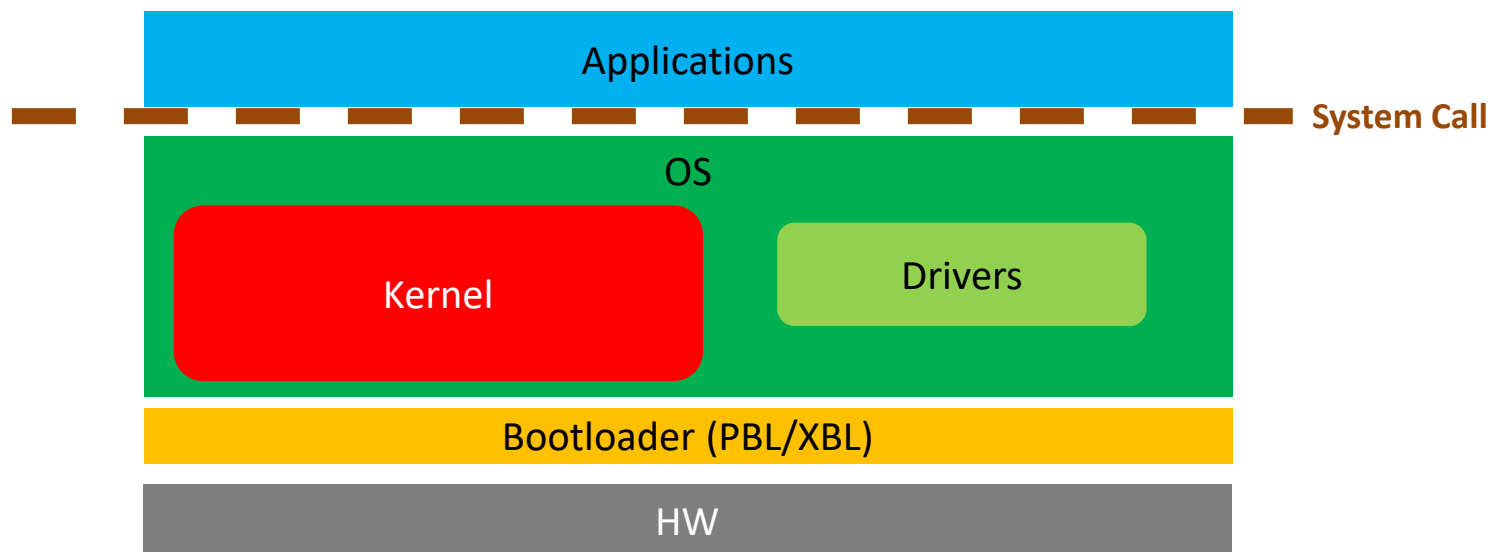 Applications
System Call
OS
Kernel
Drivers
Bootloader (PBL/XBL)
HW